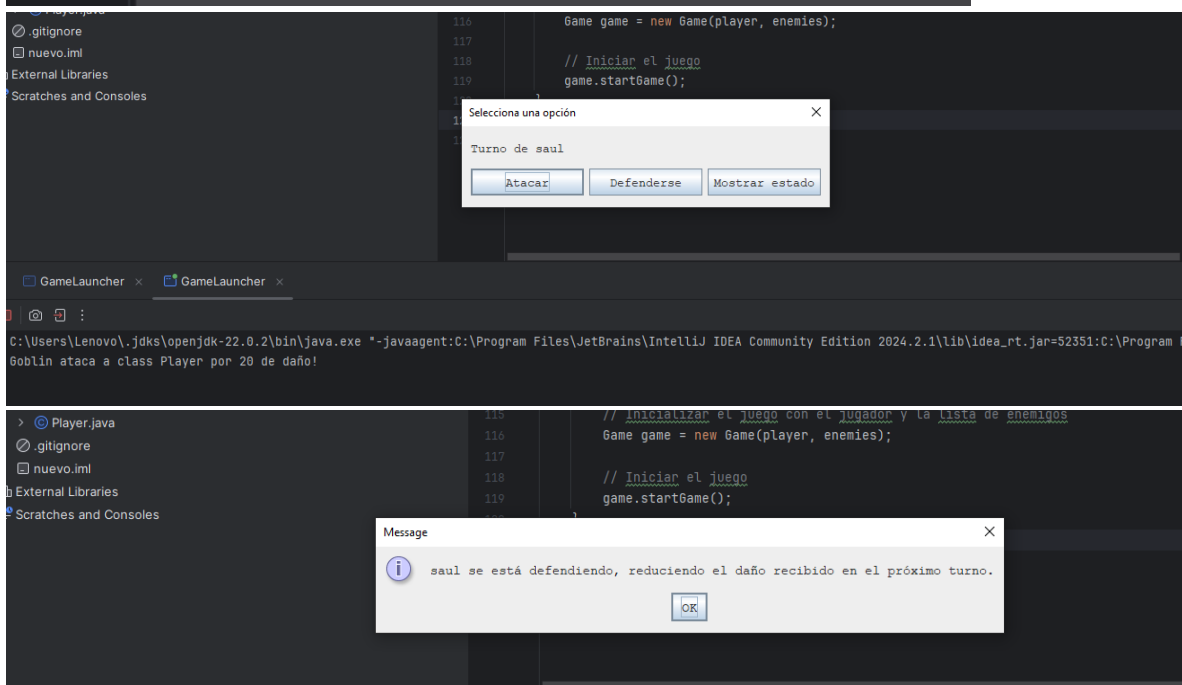 Player.java
.gitignore
nuevo.iml
External Libraries
Scratches and Consoles
116 Game game = new Game(player, enemies);
117
118 // Iniciar el juego
119 game.startGame();
Selecciona una opción
Turno de saul
Atacar Defenderse Mostrar estado
GameLauncher GameLauncher
C:\Users\Lenovo\.jdks\openjdk-22.0.2\bin\java.exe "-javaagent:C:\Program Files\JetBrains\IntelliJ IDEA Community Edition 2024.2.1\lib\idea_rt.jar=52351:C:\Program
Goblin ataca a class Player por 20 de daño!
Player.java
.gitignore
nuevo.iml
External Libraries
Scratches and Consoles
115 // Inicializar el juego con el jugador y la lista de enemigos
116 Game game = new Game(player, enemies);
117
118 // Iniciar el juego
119 game.startGame();
}
Message
saul se está defendiendo, reduciendo el daño recibido en el próximo turno.
OK